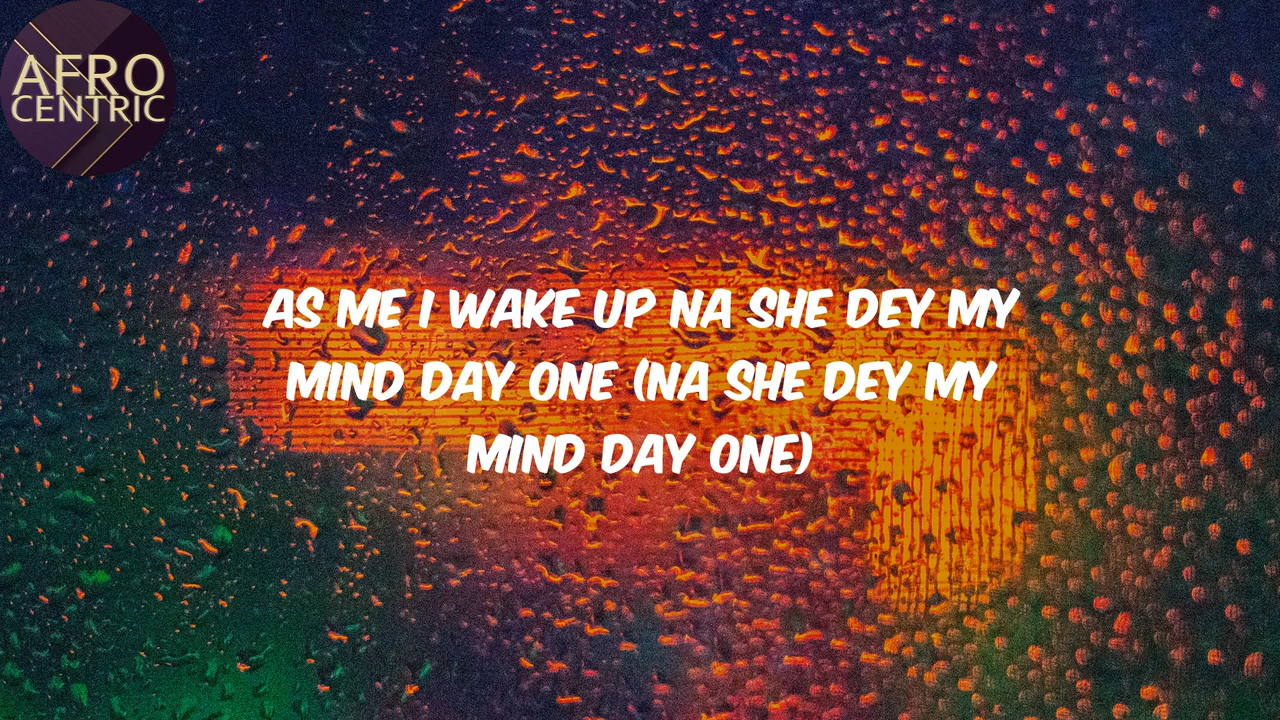 AFRO
CENTRIC
AS ME I WAKE UP NA SHE DEY MY
MIND DAY ONE (NA SHE DEY MY
MIND DAY ONE)